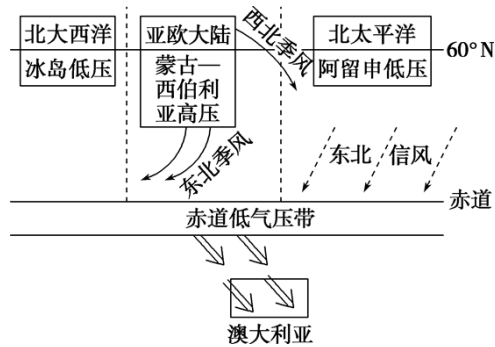 北大西洋
冰岛低压
亚欧大陆
蒙古—
西伯利
亚高压
西北季风
北太平洋
阿留申低压
60°N
东北季风
东北 信风
赤道
赤道低气压带
澳大利亚